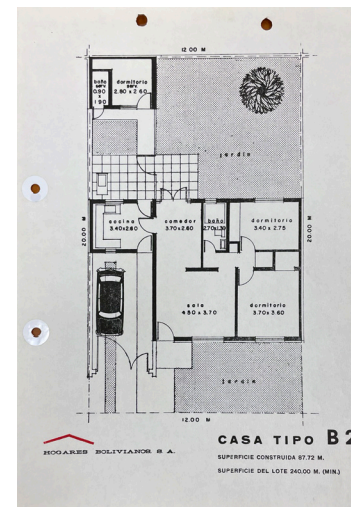 12.00 M
baño
serv.
0.90
x
1.90
dormitorio
serv.
2.80 x 2.60
jardin
20.00 M
20.00 M
cocina
3.40x2.60
comedor
3.70x2.80
baño
2.70x1.30
dormitorio
3.40 x 2.75
sala
4.50 x 3.70
dormitorio
3.70x3.60
jardin
12.00 M
HOGARES BOLIVIANOS S. A.
CASA TIPO B2
SUPERFICIE CONSTRUIDA 87.72 M.
SUPERFICIE DEL LOTE 240.00 M. (MIN.)